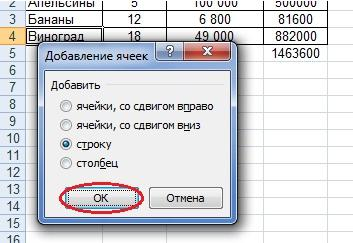 2 Апельсины 5 100 000 500000
3 Бананы 12 6 800 81600
4 Виноград 18 49 000 882000
5 1463600
Добавление ячеек
6
7 Добавить
8 ячейки, со сдвигом вправо
9 ячейки, со сдвигом вниз
10 строку
11 столбец
12
13 ОК Отмена
14
15